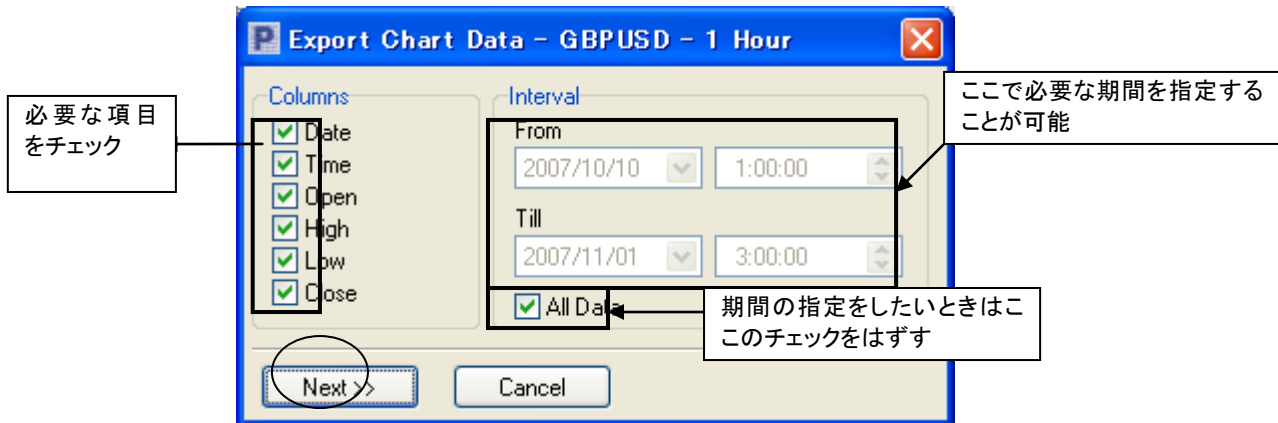 Export Chart Data - GBPUSD - 1 Hour
必要な項目
をチェック
Columns
Date
Time
Open
High
Low
Close
Interval
From
2007/10/10 1:00:00
Till
2007/11/01 3:00:00
All Data
ここで必要な期間を指定する
ことが可能
期間の指定をしたいときはこ
このチェックをはずす
Next >>
Cancel